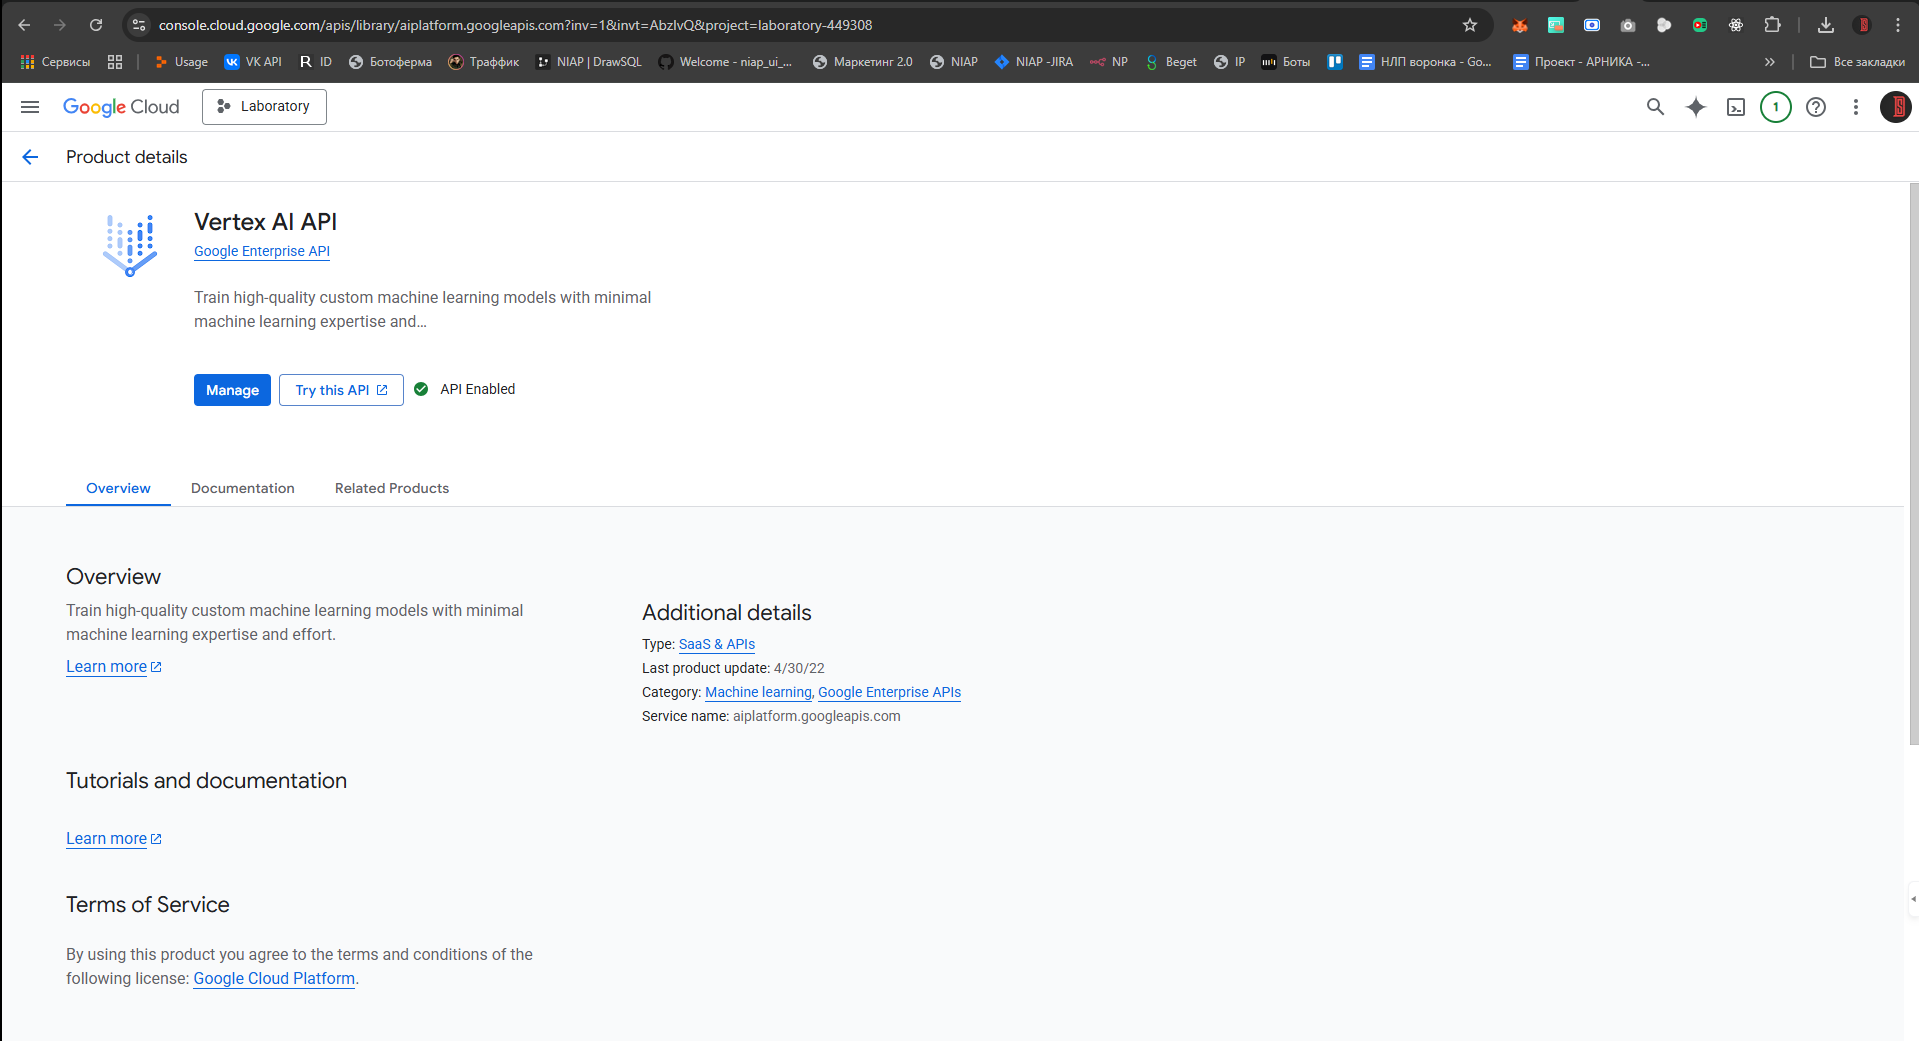 console.cloud.google.com/apis/library/aiplatform.googleapis.com?inv=1&invt=AbzIvQ&project=laboratory-449308
Сервисы
Usage
VK API
ID
Ботоферма
Траффик
NIAP | DrawSQL
Welcome - niap_ui_...
Маркетинг 2.0
NIAP
NIAP -JIRA
NP
Beget
IP
Боты
НЛП воронка - Go...
Проект - АРНИКА -...
Все закладки
Google Cloud
Laboratory
1
Product details
Vertex AI API
Google Enterprise API
Train high-quality custom machine learning models with minimal
machine learning expertise and...
Manage
Try this API
API Enabled
Overview
Documentation
Related Products
Overview
Train high-quality custom machine learning models with minimal
machine learning expertise and effort.
Learn more
Additional details
Type: SaaS & APIs
Last product update: 4/30/22
Category: Machine learning, Google Enterprise APIs
Service name: aiplatform.googleapis.com
Tutorials and documentation
Learn more
Terms of Service
By using this product you agree to the terms and conditions of the
following license: Google Cloud Platform.